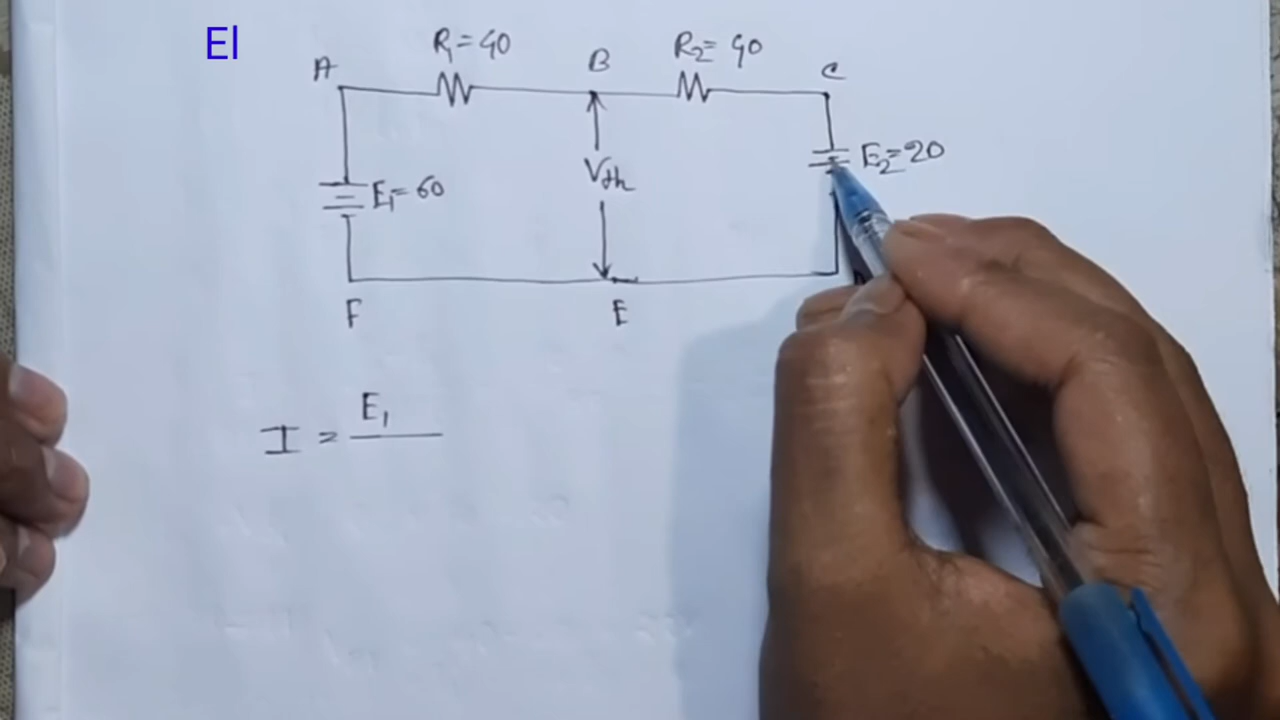 El
R₁=40
R₂=40
A
B
C
Vth
E₁=60
E₂=20
F
E
I = E₁